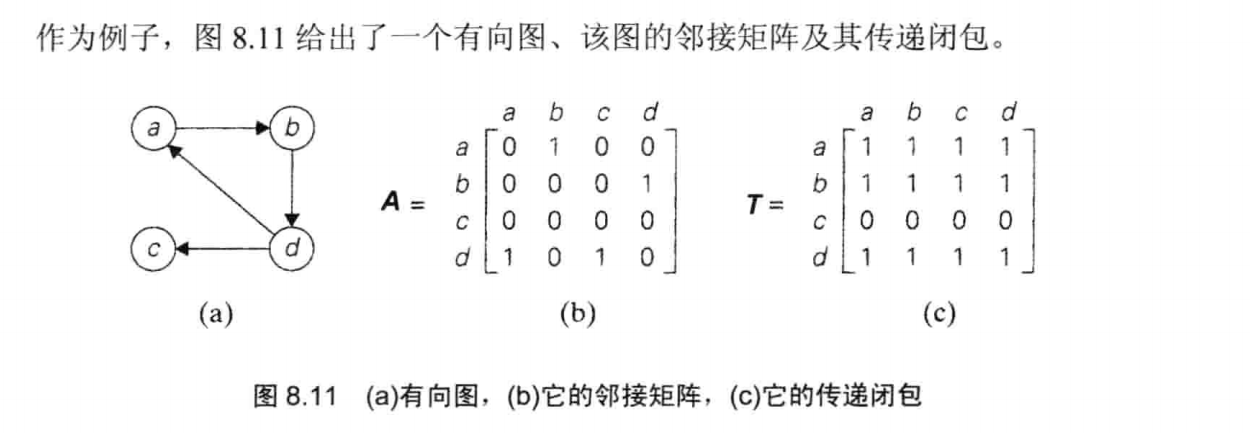 作为例子，图 8.11 给出了一个有向图、该图的邻接矩阵及其传递闭包。
a b
c d
(a)
a b c d
a 0 1 0 0
b 0 0 0 1
A =
c 0 0 0 0
d 1 0 1 0
(b)
a b c d
a 1 1 1 1
b 1 1 1 1
T =
c 0 0 0 0
d 1 1 1 1
(c)
图 8.11 (a)有向图，(b)它的邻接矩阵，(c)它的传递闭包